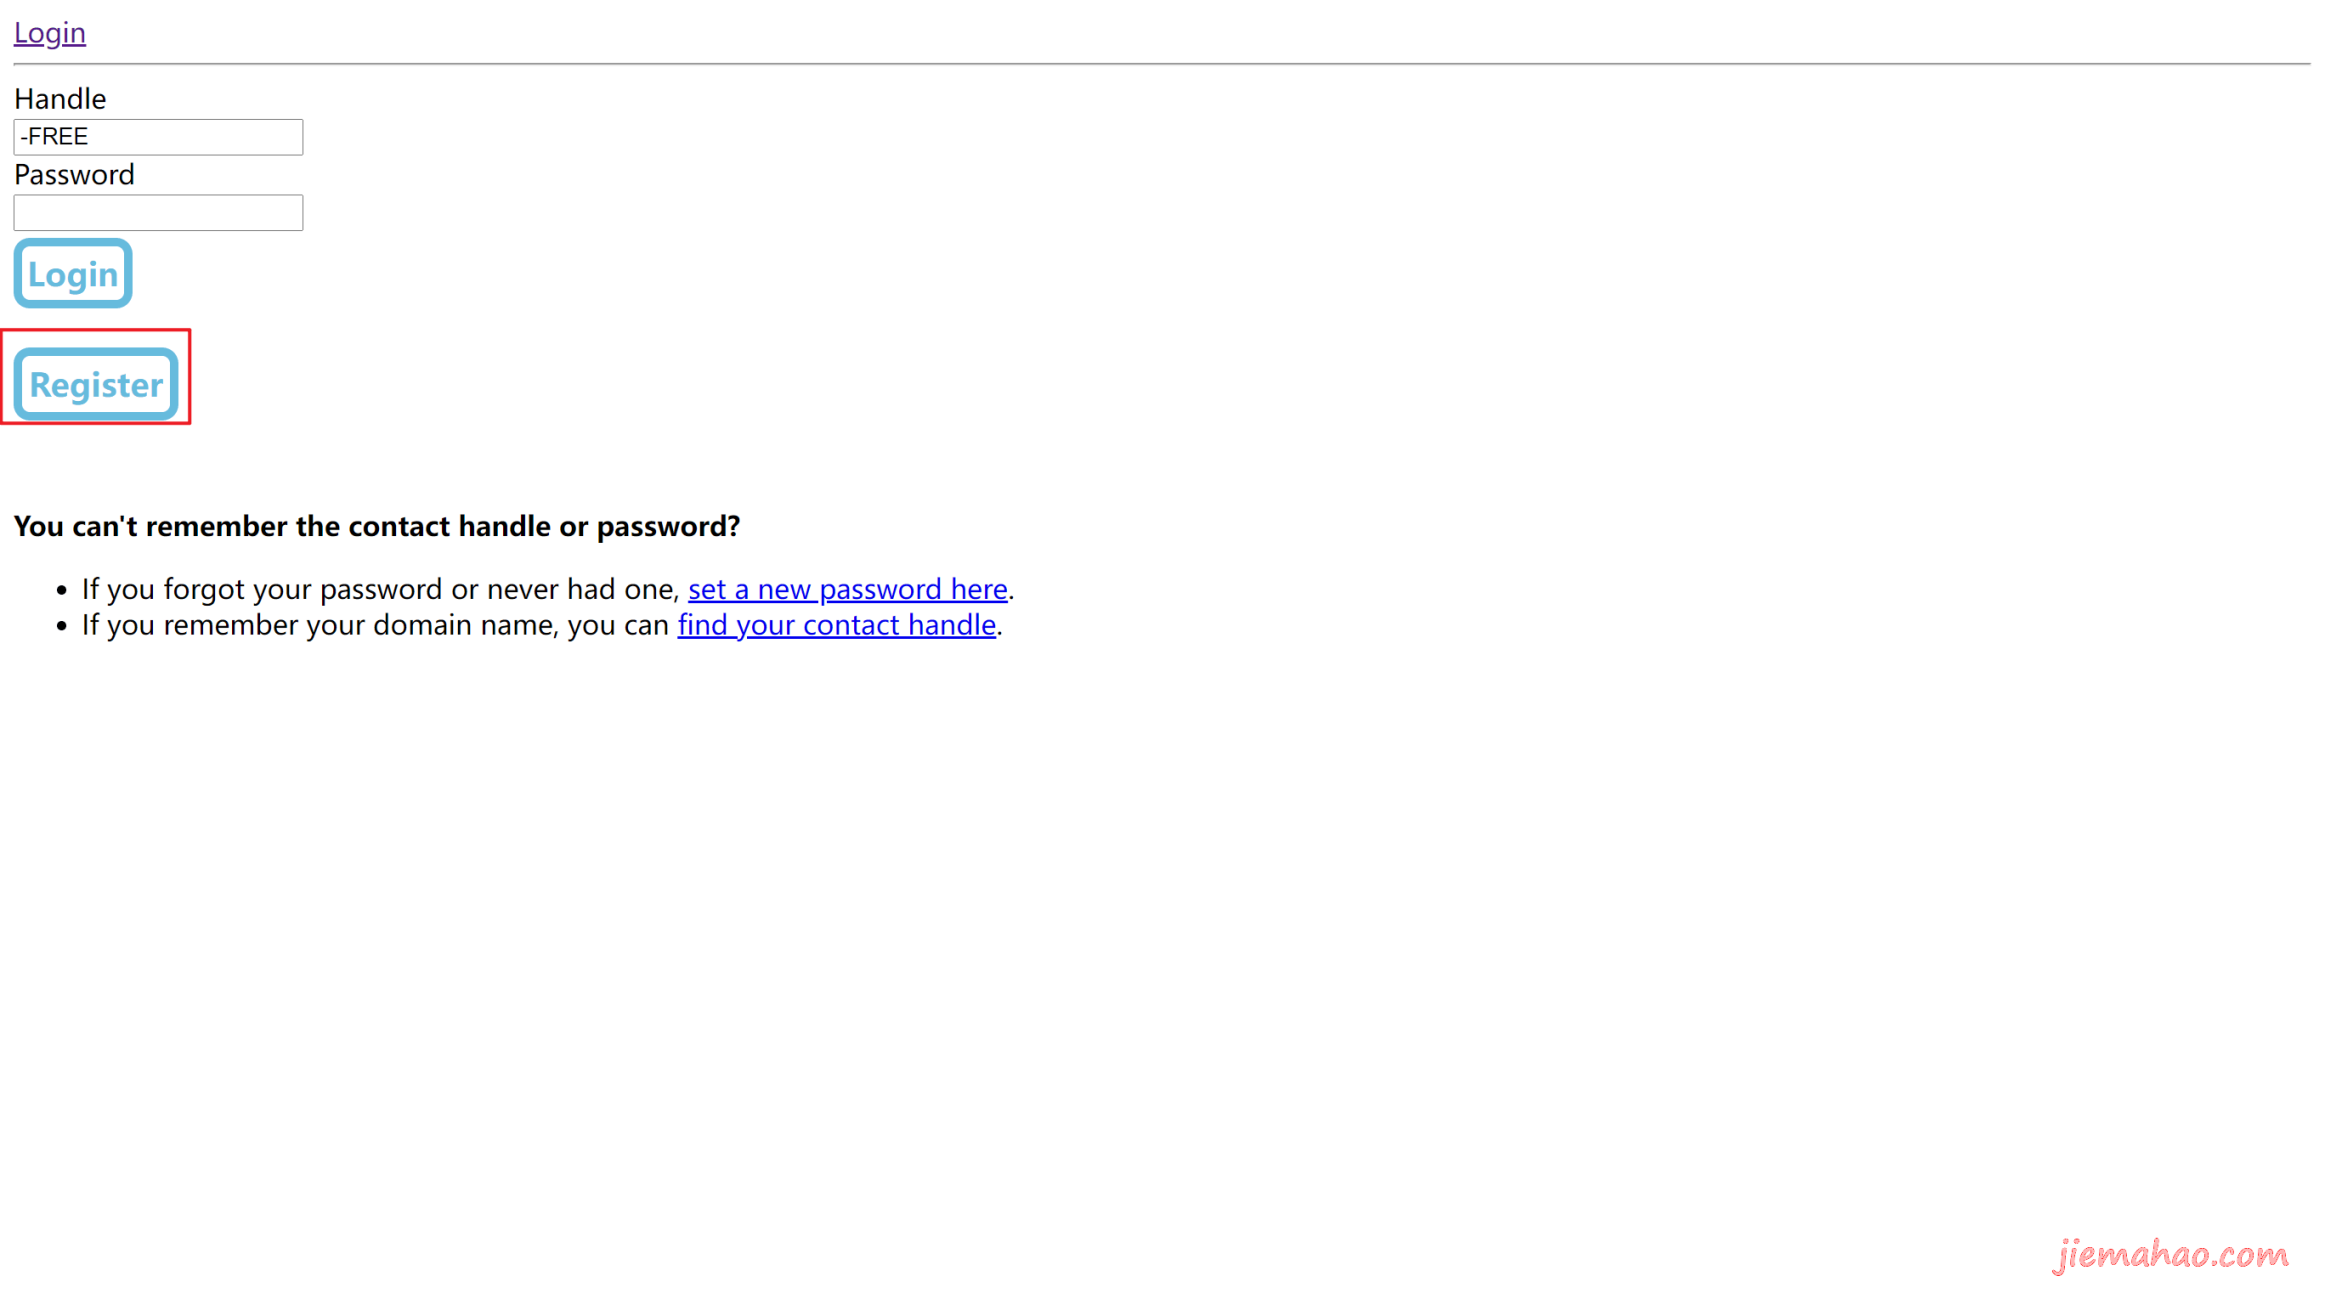 Login
Handle
-FREE
Password
Login
Register
You can't remember the contact handle or password?
• If you forgot your password or never had one, set a new password here.
• If you remember your domain name, you can find your contact handle.
jiemahao.com